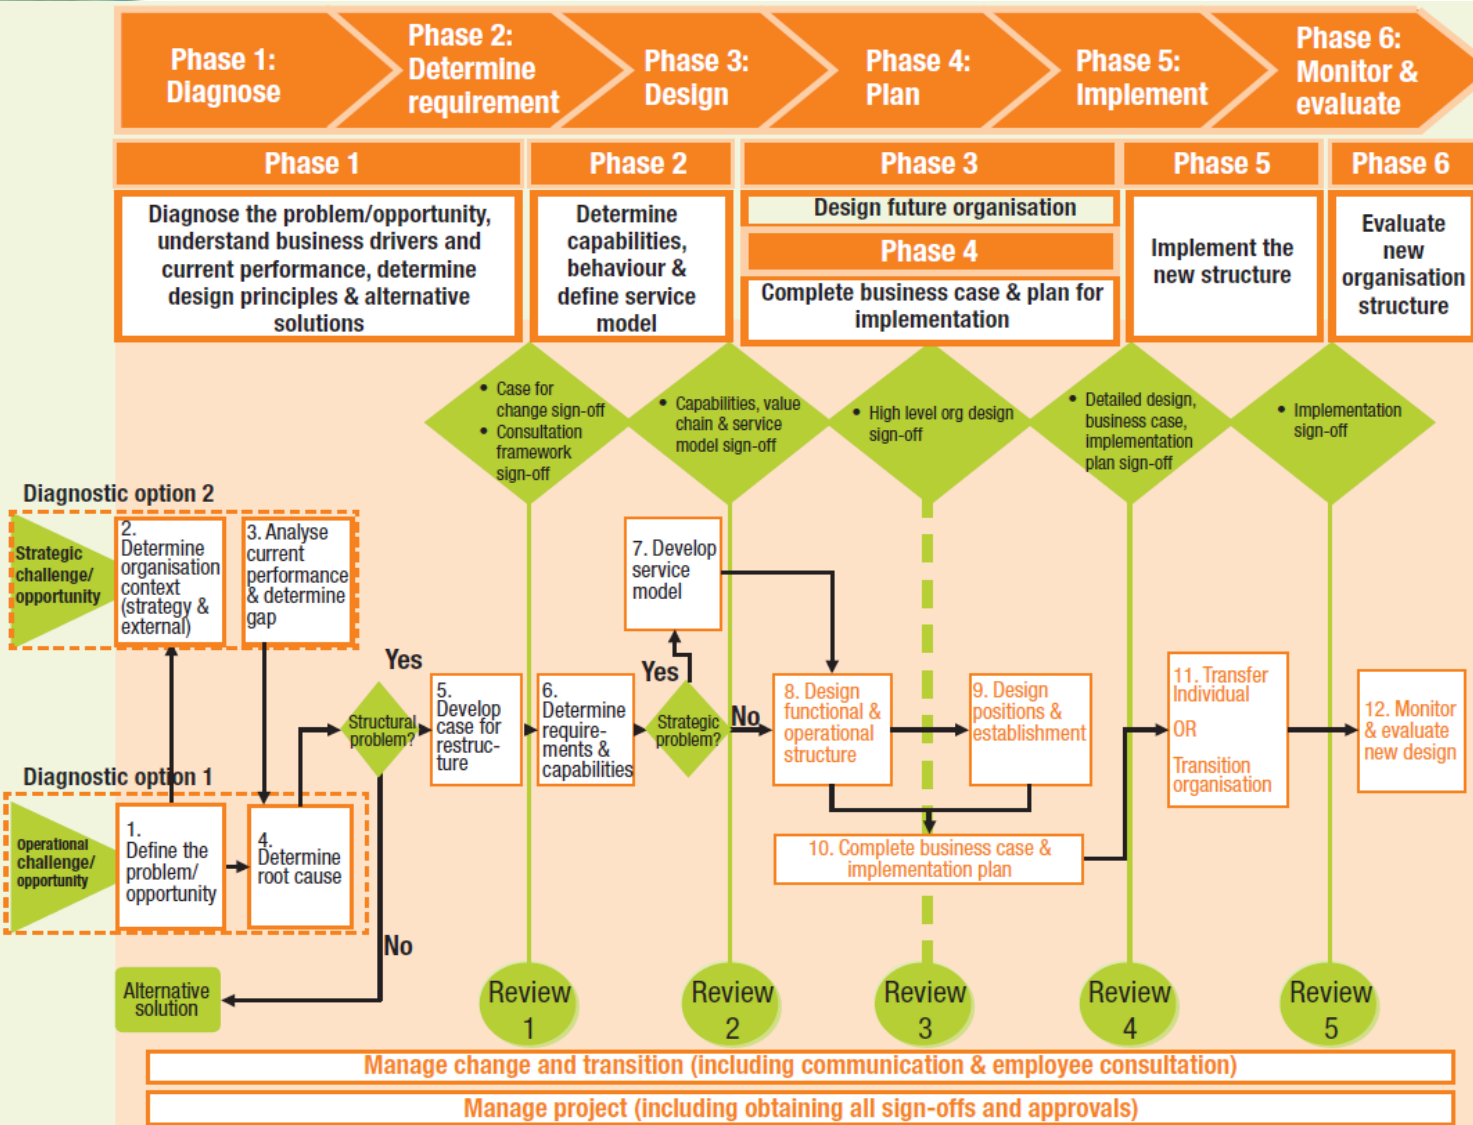 Phase 1:
Diagnose
Phase 2:
Determine
requirement
Phase 3:
Design
Phase 4:
Plan
Phase 5:
Implement
Phase 6:
Monitor &
evaluate
Phase 1
Phase 2
Phase 3
Phase 5
Phase 6
Diagnose the problem/opportunity,
understand business drivers and
current performance, determine
design principles & alternative
solutions
Determine
capabilities,
behaviour &
define service
model
Design future organisation
Phase 4
Complete business case & plan for
implementation
Implement the
new structure
Evaluate
new
organisation
structure
• Case for
change sign-off
• Consultation
framework
sign-off
• Capabilities, value
chain & service
model sign-off
• High level org design
sign-off
• Detailed design,
business case,
implementation
plan sign-off
• Implementation
sign-off
Diagnostic option 2
Strategic
challenge/
opportunity
2.
Determine
organisation
context
(strategy &
external)
3. Analyse
current
performance
& determine
gap
7. Develop
service
model
Yes
Structural
problem?
5.
Develop
case for
restruc-
ture
6.
Determine
require-
ments &
capabilities
Yes
Strategic
problem?
No
8. Design
functional &
operational
structure
9. Design
positions &
establishment
11. Transfer
Individual
OR
Transition
organisation
12. Monitor
& evaluate
new design
Diagnostic option 1
Operational
challenge/
opportunity
1.
Define the
problem/
opportunity
4.
Determine
root cause
10. Complete business case &
implementation plan
No
Alternative
solution
Review
1
Review
2
Review
3
Review
4
Review
5
Manage change and transition (including communication & employee consultation)
Manage project (including obtaining all sign-offs and approvals)